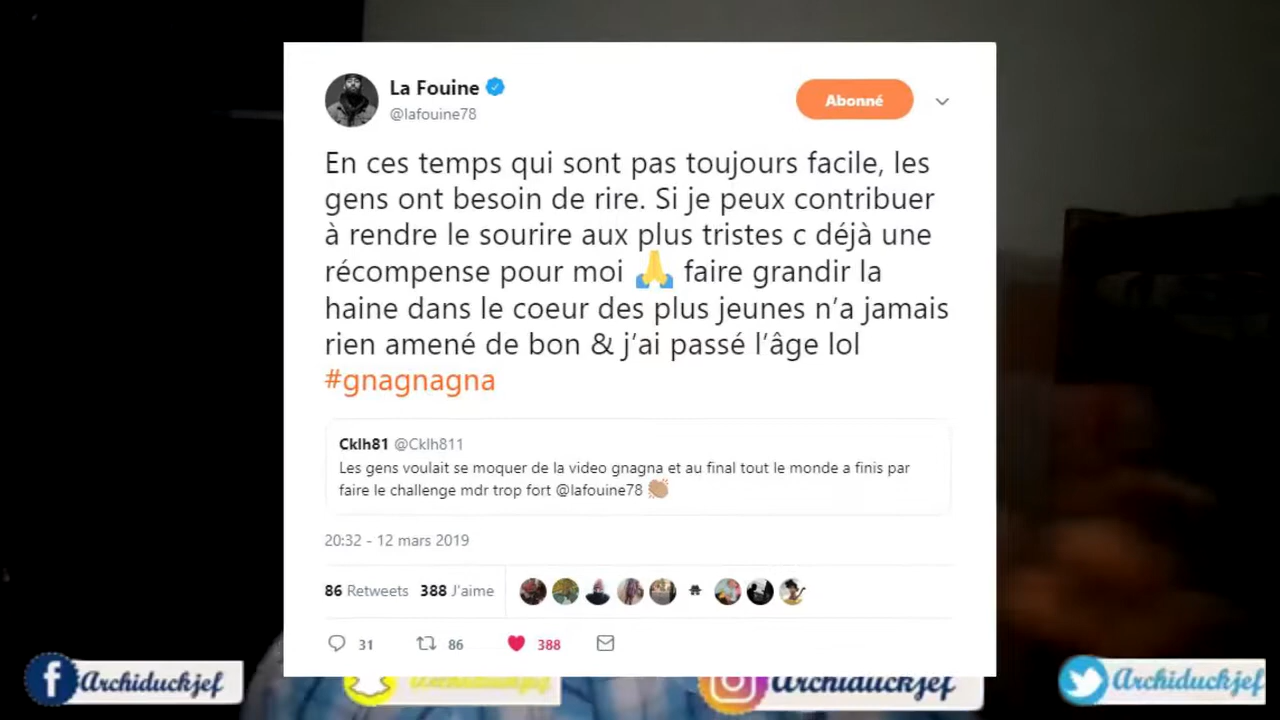 La Fouine
@lafouine78
Abonné
En ces temps qui sont pas toujours facile, les
gens ont besoin de rire. Si je peux contribuer
à rendre le sourire aux plus tristes c déjà une
récompense pour moi 🙏 faire grandir la
haine dans le coeur des plus jeunes n’a jamais
rien amené de bon & j’ai passé l’âge lol
#gnagnagna
Cklh81 @Cklh811
Les gens voulait se moquer de la video gnagna et au final tout le monde a finis par
faire le challenge mdr trop fort @lafouine78 👏🏽
20:32 - 12 mars 2019
86 Retweets 388 J'aime
31 86 388
Archiduckjef Archiduckjef Archiduckjef Archiduckjef